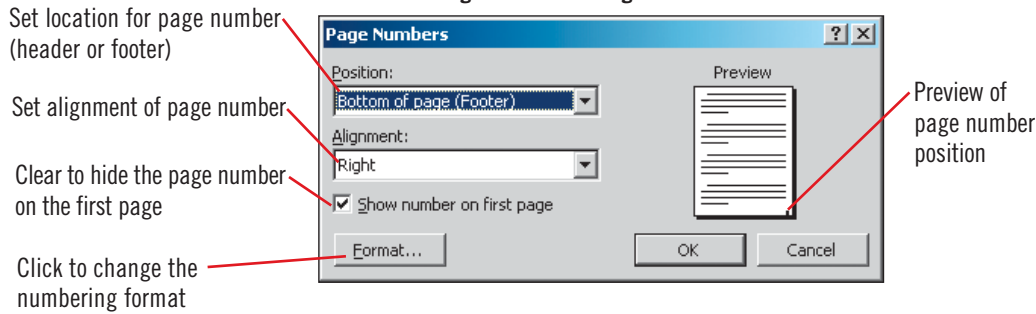 Set location for page number
(header or footer)
Set alignment of page number
Clear to hide the page number
on the first page
Click to change the
numbering format
Page Numbers
Position:
Bottom of page (Footer)
Alignment:
Right
Show number on first page
Format...
Preview
OK
Cancel
Preview of
page number
position